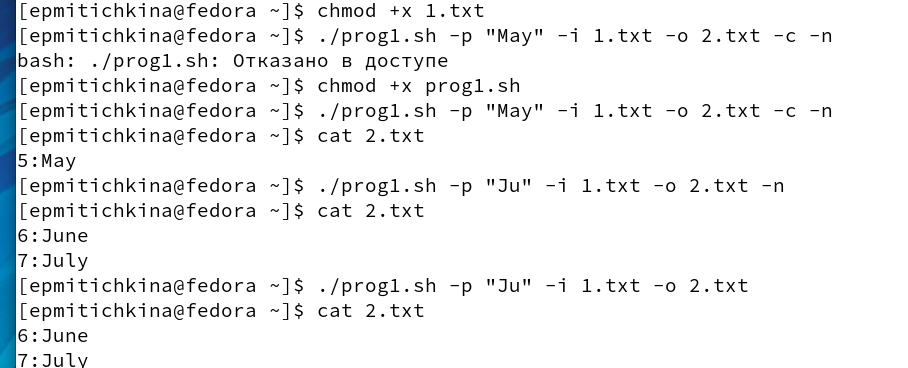 [epmitichkina@fedora ~]$ chmod +x 1.txt
[epmitichkina@fedora ~]$ ./prog1.sh -p "May" -i 1.txt -o 2.txt -c -n
bash: ./prog1.sh: Отказано в доступе
[epmitichkina@fedora ~]$ chmod +x prog1.sh
[epmitichkina@fedora ~]$ ./prog1.sh -p "May" -i 1.txt -o 2.txt -c -n
[epmitichkina@fedora ~]$ cat 2.txt
5:May
[epmitichkina@fedora ~]$ ./prog1.sh -p "Ju" -i 1.txt -o 2.txt -n
[epmitichkina@fedora ~]$ cat 2.txt
6:June
7:July
[epmitichkina@fedora ~]$ ./prog1.sh -p "Ju" -i 1.txt -o 2.txt
[epmitichkina@fedora ~]$ cat 2.txt
6:June
7:July